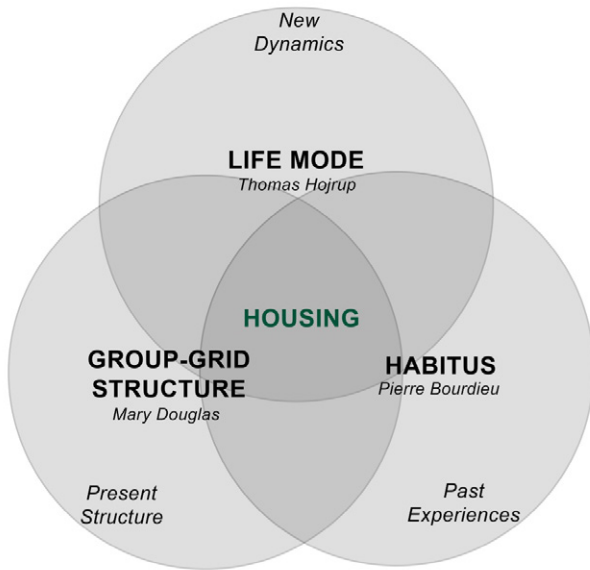 New
Dynamics
LIFE MODE
Thomas Hojrup
HOUSING
GROUP-GRID
STRUCTURE
Mary Douglas
HABITUS
Pierre Bourdieu
Present
Structure
Past
Experiences